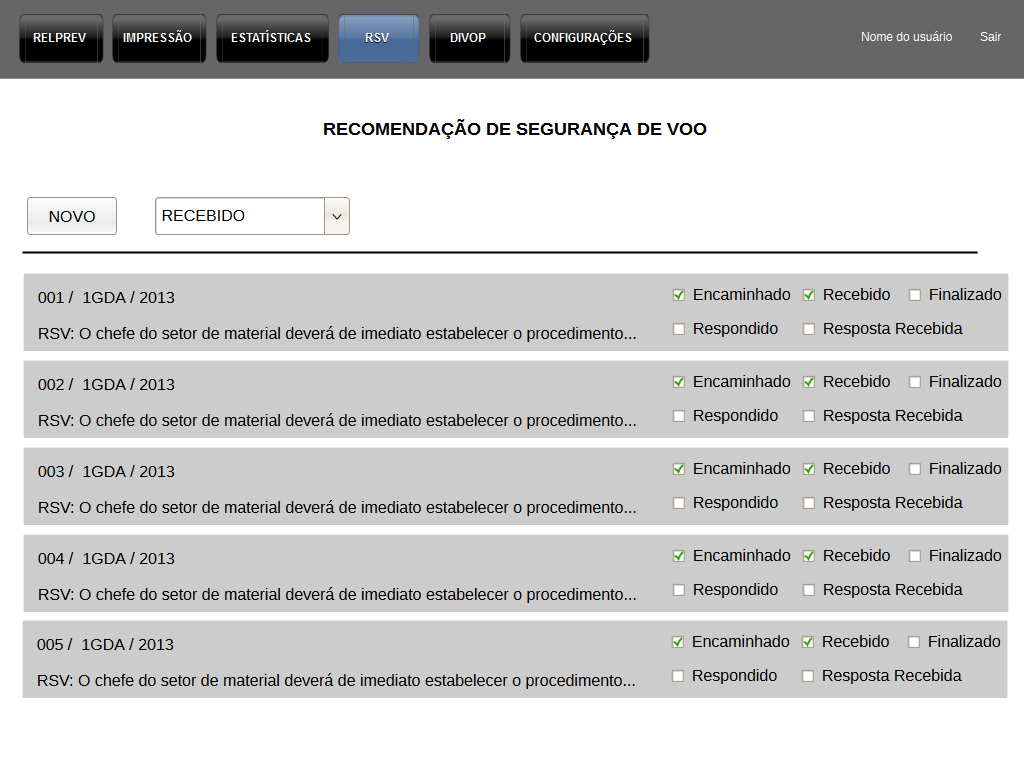 RELPREV IMPRESSÃO ESTATÍSTICAS RSV DIVOP CONFIGURAÇÕES Nome do usuário Sair
RECOMENDAÇÃO DE SEGURANÇA DE VOO
NOVO RECEBIDO
001 / 1GDA / 2013 Encaminhado Recebido Finalizado
RSV: O chefe do setor de material deverá de imediato estabelecer o procedimento... Respondido Resposta Recebida
002 / 1GDA / 2013 Encaminhado Recebido Finalizado
RSV: O chefe do setor de material deverá de imediato estabelecer o procedimento... Respondido Resposta Recebida
003 / 1GDA / 2013 Encaminhado Recebido Finalizado
RSV: O chefe do setor de material deverá de imediato estabelecer o procedimento... Respondido Resposta Recebida
004 / 1GDA / 2013 Encaminhado Recebido Finalizado
RSV: O chefe do setor de material deverá de imediato estabelecer o procedimento... Respondido Resposta Recebida
005 / 1GDA / 2013 Encaminhado Recebido Finalizado
RSV: O chefe do setor de material deverá de imediato estabelecer o procedimento... Respondido Resposta Recebida